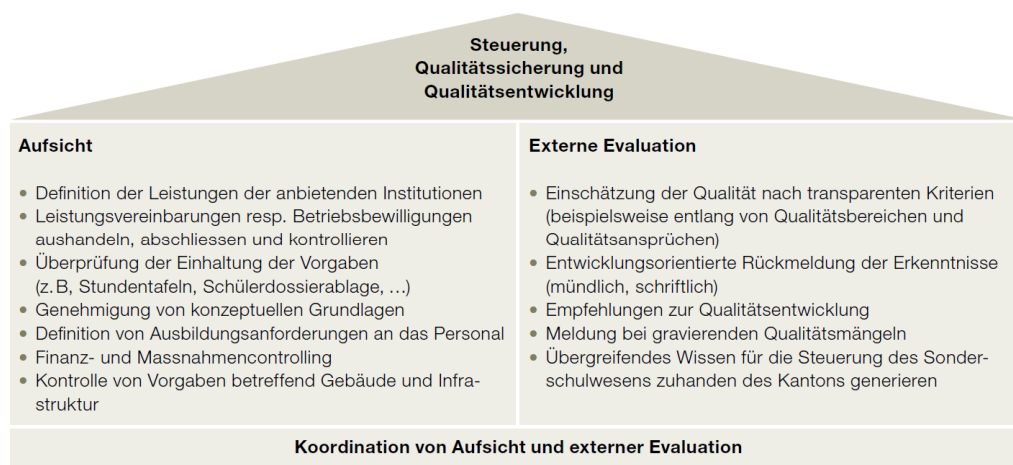 Steuerung,
Qualitätssicherung und
Qualitätsentwicklung
Aufsicht
• Definition der Leistungen der anbietenden Institutionen
• Leistungsvereinbarungen resp. Betriebsbewilligungen
aushandeln, abschliessen und kontrollieren
• Überprüfung der Einhaltung der Vorgaben
(z. B, Stundentafeln, Schülerdossierablage, …)
• Genehmigung von konzeptuellen Grundlagen
• Definition von Ausbildungsanforderungen an das Personal
• Finanz- und Massnahmencontrolling
• Kontrolle von Vorgaben betreffend Gebäude und Infra-
struktur
Externe Evaluation
• Einschätzung der Qualität nach transparenten Kriterien
(beispielsweise entlang von Qualitätsbereichen und
Qualitätsansprüchen)
• Entwicklungsorientierte Rückmeldung der Erkenntnisse
(mündlich, schriftlich)
• Empfehlungen zur Qualitätsentwicklung
• Meldung bei gravierenden Qualitätsmängeln
• Übergreifendes Wissen für die Steuerung des Sonder-
schulwesens zuhanden des Kantons generieren
Koordination von Aufsicht und externer Evaluation